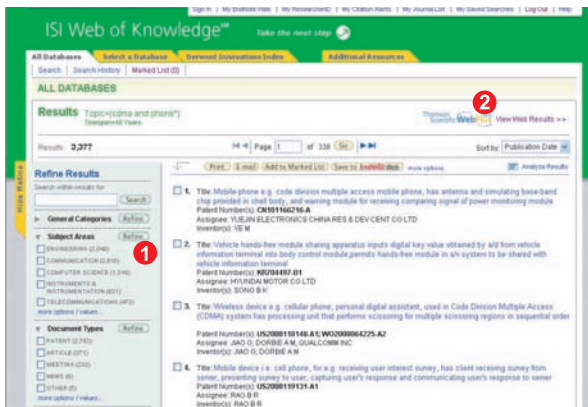 Sign In | My EndNote Web | My ResearcherID | My Citation Alerts | My Journal List | My Saved Searches | Log Out | Help
ISI Web of Knowledge℠ Take the next step
All Databases Select a Database Derwent Innovations Index Additional Resources
Search | Search History | Marked List (0)
ALL DATABASES
Results Topic=(cdma and phone*)
Timespan=All Years.
2
Thomson Scientific WebPlus View Web Results >>
Results: 3,377
Page 1 of 338 Go
Sort by: Publication Date
Hide Refine
Refine Results
Search within results for
Search
General Categories Refine
Subject Areas Refine
1
ENGINEERING
COMMUNICATION
COMPUTER SCIENCE
INSTRUMENTS & INSTRUMENTATION
TELECOMMUNICATIONS
more options / values...
Document Types Refine
PATENT
ARTICLE (371)
MEETING
NEWS
OTHER
more options / values...
Print E-mail Add to Marked List Save to EndNote Web more options
Analyze Results
1. Title: Mobile phone e.g. code division multiple access mobile phone, has antenna and simulating base-band
chip provided in shell body, and warning module for receiving comparing signal of power monitoring module
Patent Number(s): CN101166216-A
Assignee: YUEJIN ELECTRONICS CHINA RES & DEV CENT CO LTD
Inventor(s): YE M
2. Title: Vehicle hands-free module sharing apparatus inputs digital key value obtained by a/d from vehicle
information terminal into body control module,permits hands-free module in a/v system to be shared with
vehicle information terminal
Patent Number(s): KR704497-B1
Assignee: HYUNDAI MOTOR CO LTD
Inventor(s): SONG B K
3. Title: Wireless device e.g. cellular phone, personal digital assistant, used in Code Division Multiple Access
(CDMA) system has processing unit that performs scissoring for multiple scissoring regions in sequential order
Patent Number(s): US2008118148-A1; WO2008064225-A2
Assignee: JIAO G, DORBIE A M, QUALCOMM INC
Inventor(s): JIAO G, DORBIE A M
4. Title: Mobile device i.e. cell phone, for e.g. receiving user interest survey, has client receiving survey from
server, presenting survey to user, capturing user's response and communicating user's response to server
Patent Number(s): US2008119131-A1
Assignee: RAO B R
Inventor(s): RAO B R